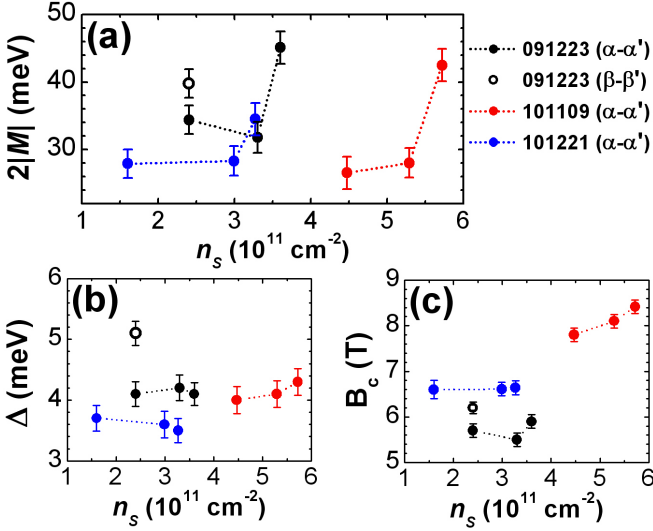 (a)
2|M| (meV)
50
40
30
1 2 3 4 5 6
n_s (10^11 cm^-2)
091223 (α-α')
091223 (β-β')
101109 (α-α')
101221 (α-α')
(b)
Δ (meV)
6
5
4
3
1 2 3 4 5 6
n_s (10^11 cm^-2)
(c)
B_c (T)
9
8
7
6
5
1 2 3 4 5 6
n_s (10^11 cm^-2)